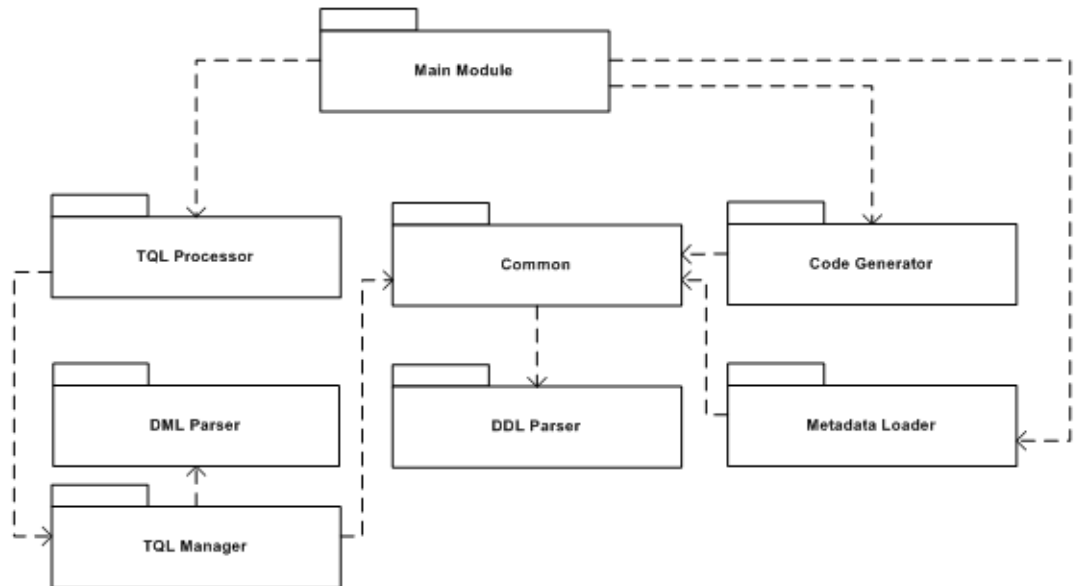 Main Module
TQL Processor
Common
Code Generator
DML Parser
DDL Parser
Metadata Loader
TQL Manager